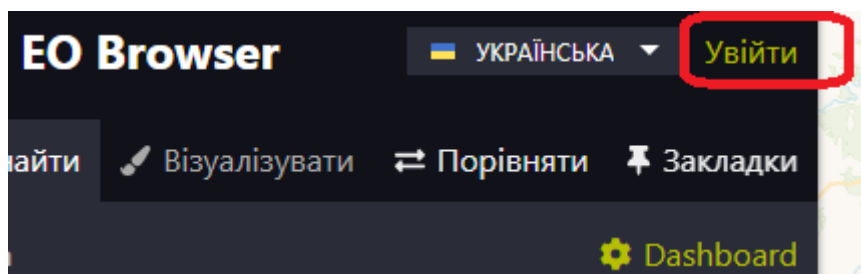 EO Browser УКРАЇНСЬКА Увійти
Візуалізувати Порівняти Закладки
Dashboard